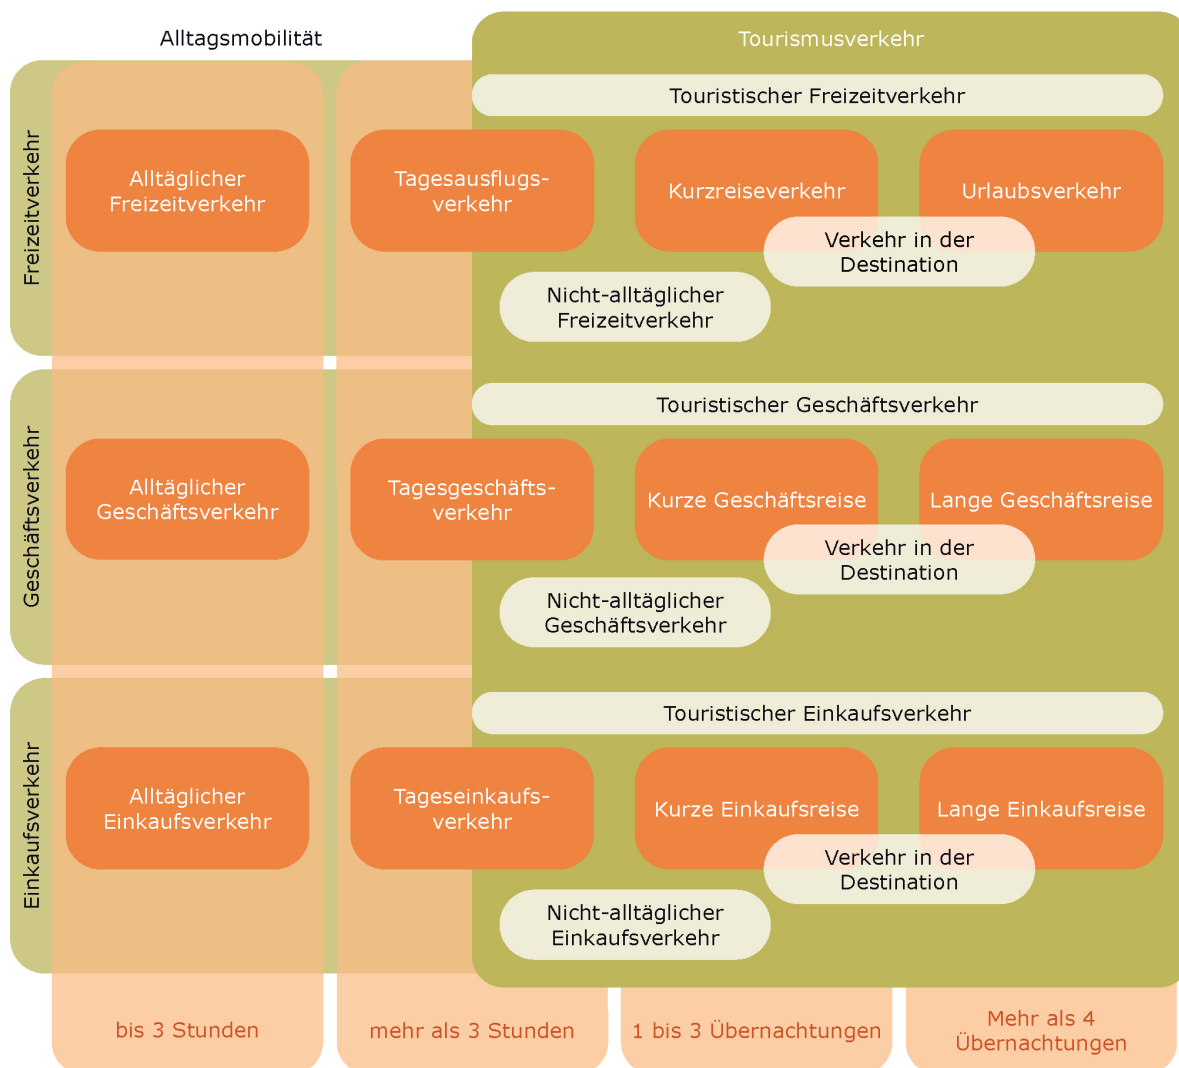 Alltagsmobilität
Tourismusverkehr
Freizeitverkehr
Touristischer Freizeitverkehr
Alltäglicher
Freizeitverkehr
Tagesausflugs-
verkehr
Kurzreiseverkehr
Urlaubsverkehr
Verkehr in der
Destination
Nicht-alltäglicher
Freizeitverkehr
Geschäftsverkehr
Touristischer Geschäftsverkehr
Alltäglicher
Geschäftsverkehr
Tagesgeschäfts-
verkehr
Kurze Geschäftsreise
Lange Geschäftsreise
Verkehr in der
Destination
Nicht-alltäglicher
Geschäftsverkehr
Einkaufsverkehr
Touristischer Einkaufsverkehr
Alltäglicher
Einkaufsverkehr
Tageseinkaufs-
verkehr
Kurze Einkaufsreise
Lange Einkaufsreise
Verkehr in der
Destination
Nicht-alltäglicher
Einkaufsverkehr
bis 3 Stunden
mehr als 3 Stunden
1 bis 3 Übernachtungen
Mehr als 4
Übernachtungen